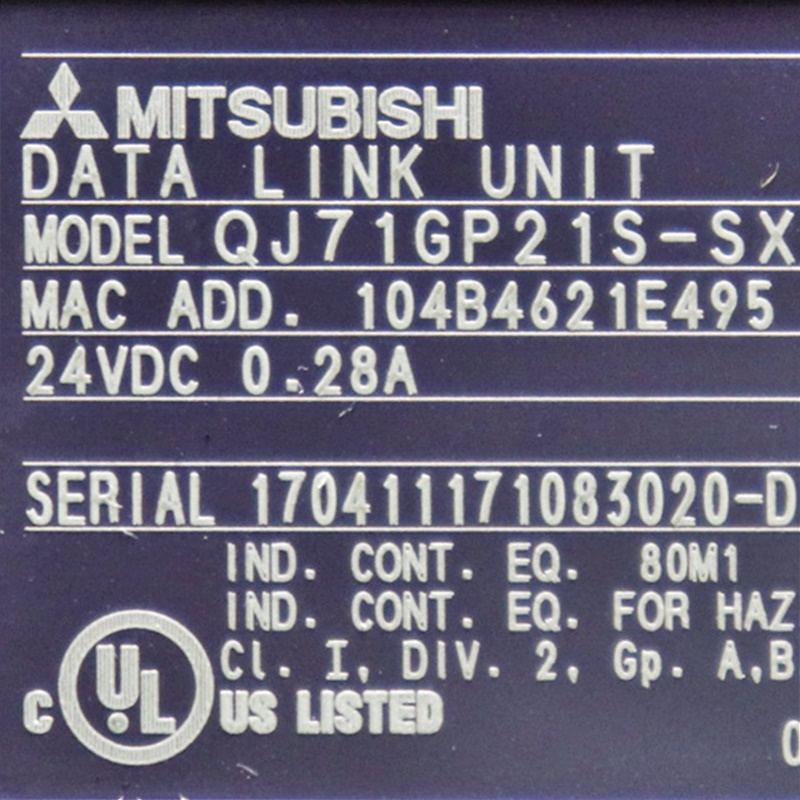 MITSUBISHI
DATA LINK UNIT
MODEL QJ71GP21S-SX
MAC ADD. 104B4621E495
24VDC 0.28A
SERIAL 170411171083020-D
IND. CONT. EQ. 80M1
IND. CONT. EQ. FOR HAZ
Cl. I, DIV. 2, Gp. A,B
C UL US LISTED
0